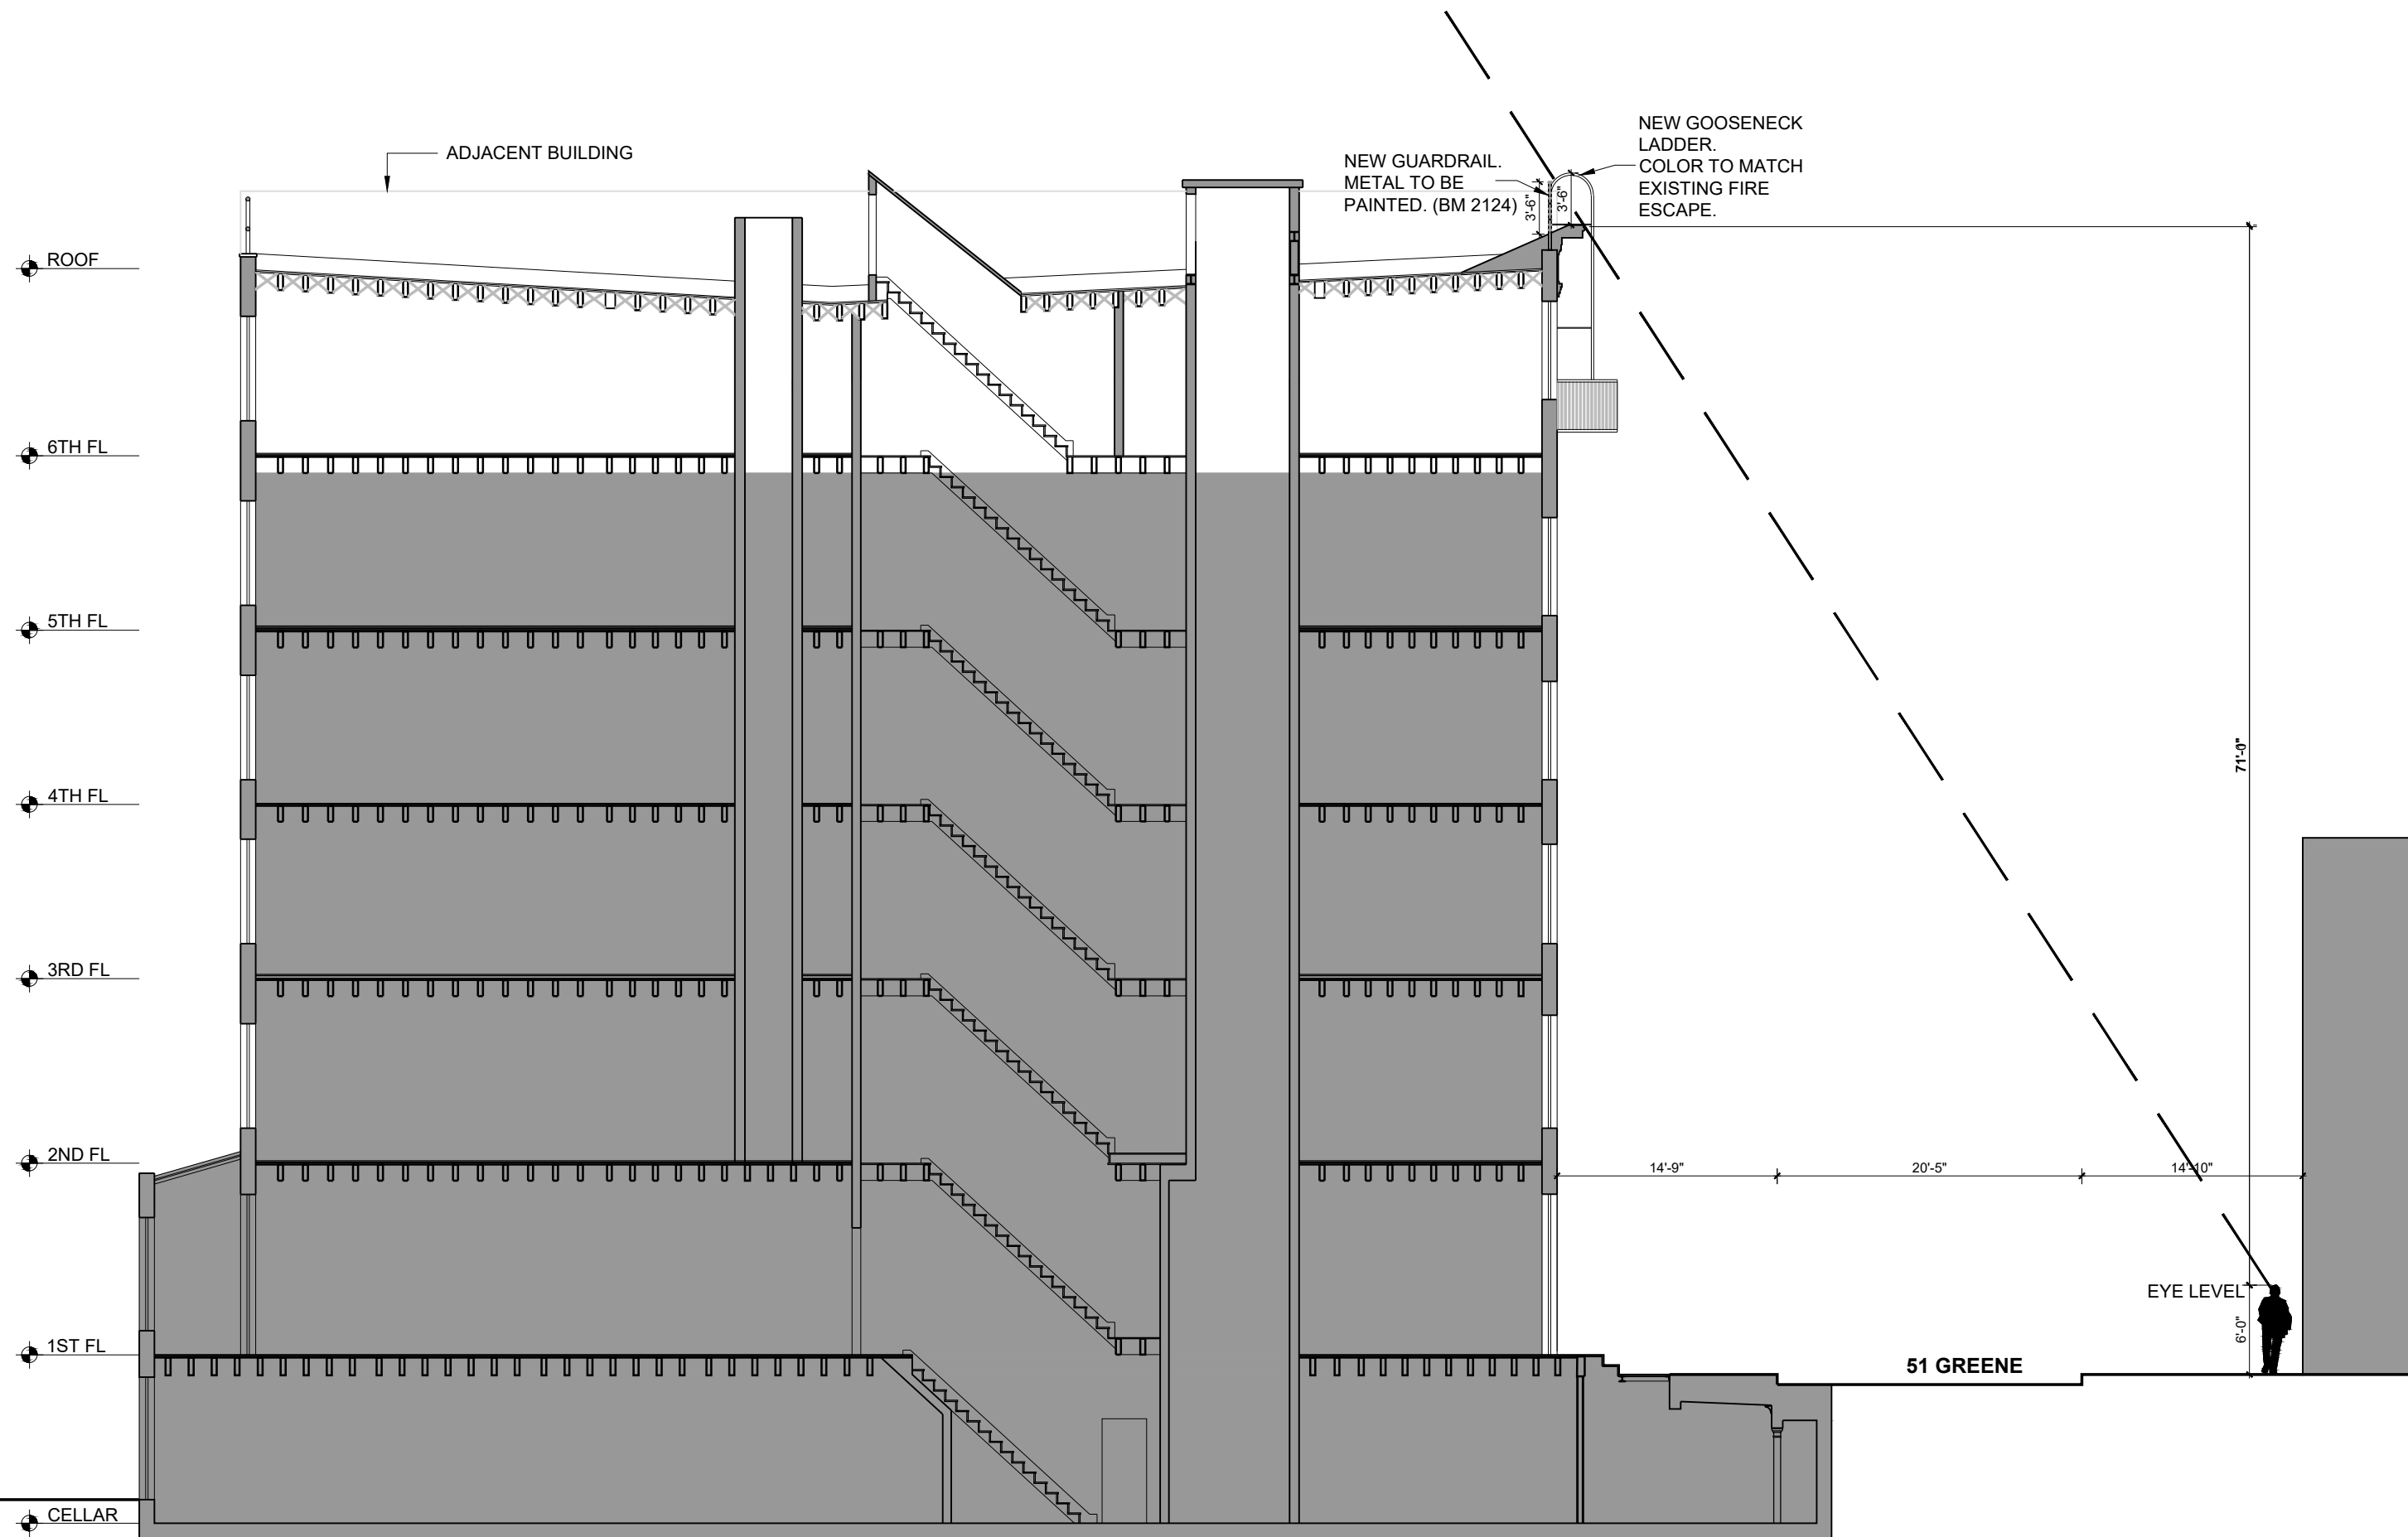 ADJACENT BUILDING
NEW GUARDRAIL.
METAL TO BE
PAINTED. (BM 2124)
NEW GOOSENECK
LADDER.
COLOR TO MATCH
EXISTING FIRE
ESCAPE.
3'-6"
3'-6"
ROOF
6TH FL
5TH FL
4TH FL
3RD FL
2ND FL
1ST FL
CELLAR
71'-0"
14'-9"
20'-5"
14'-10"
EYE LEVEL
6'-0"
51 GREENE